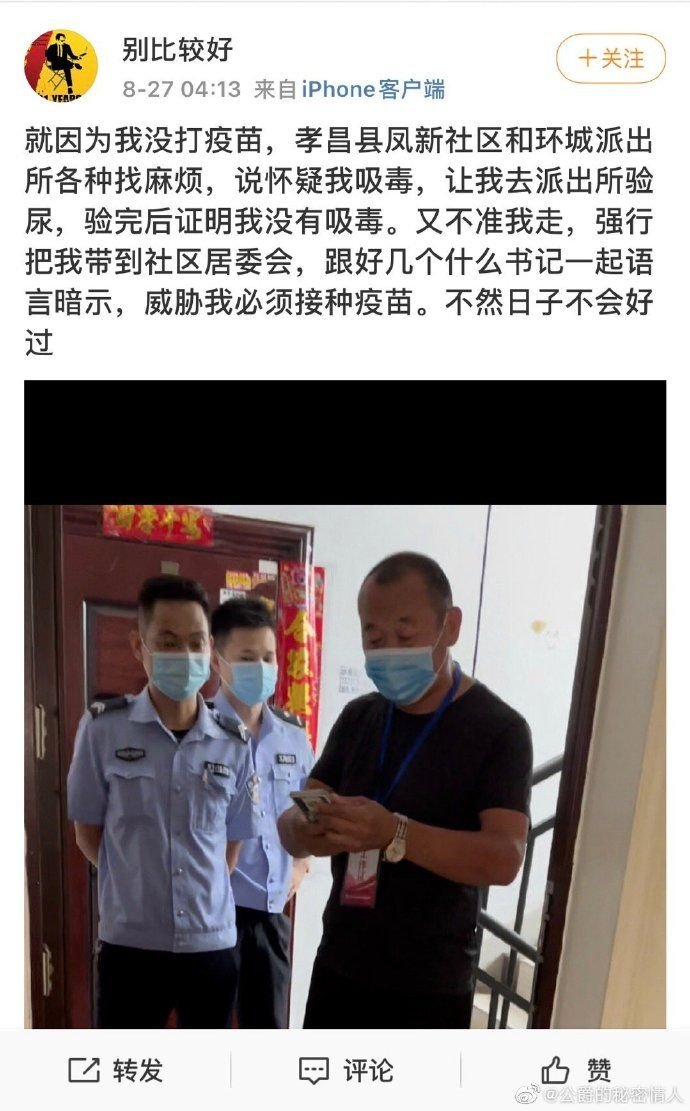 别比较好
8-27 04:13 来自 iPhone客户端
+关注
就因为我没打疫苗，孝昌县凤新社区和环城派出
所各种找麻烦，说怀疑我吸毒，让我去派出所验
尿，验完后证明我没有吸毒。又不准我走，强行
把我带到社区居委会，跟好几个什么书记一起语
言暗示，威胁我必须接种疫苗。不然日子不会好
过
转发
评论
赞
@公爵的秘密情人